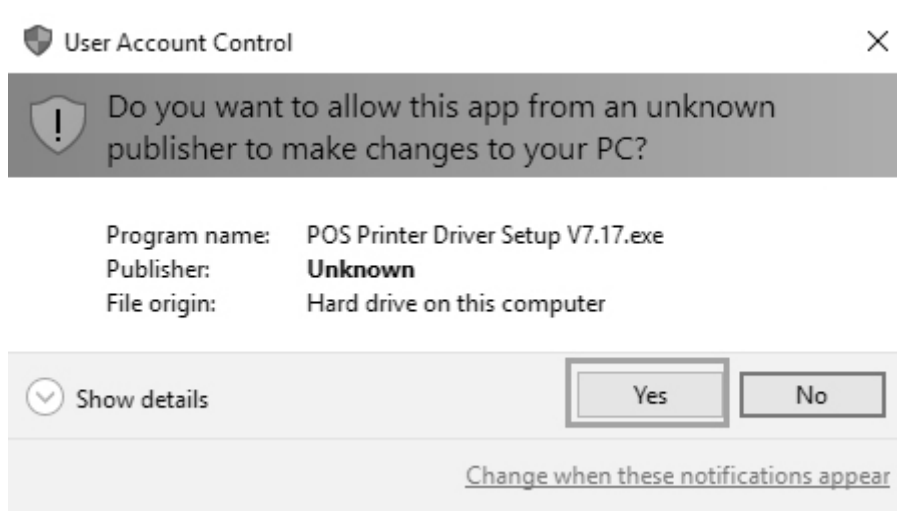 User Account Control
Do you want to allow this app from an unknown
publisher to make changes to your PC?
Program name: POS Printer Driver Setup V7.17.exe
Publisher: Unknown
File origin: Hard drive on this computer
Show details
Yes
No
Change when these notifications appear